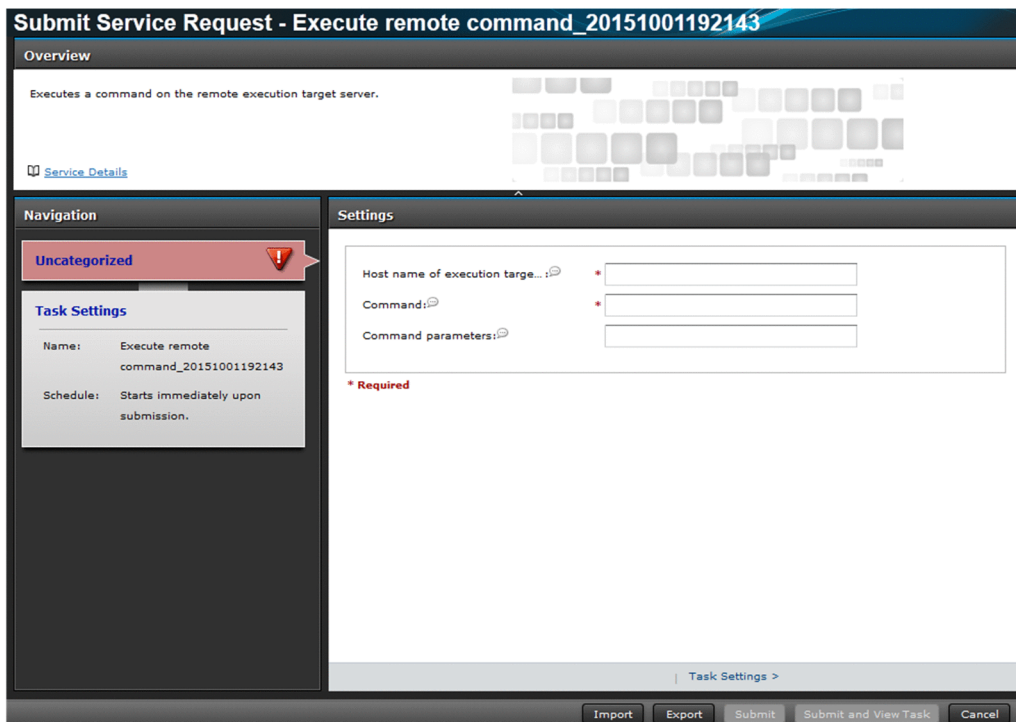 Submit Service Request - Execute remote command_20151001192143
Overview
Executes a command on the remote execution target server.
Service Details
Navigation
Uncategorized
Task Settings
Name: Execute remote
command_20151001192143
Schedule: Starts immediately upon
submission.
Settings
Host name of execution targe... : *
Command: *
Command parameters:
* Required
| Task Settings >
Import Export Submit Submit and View Task Cancel